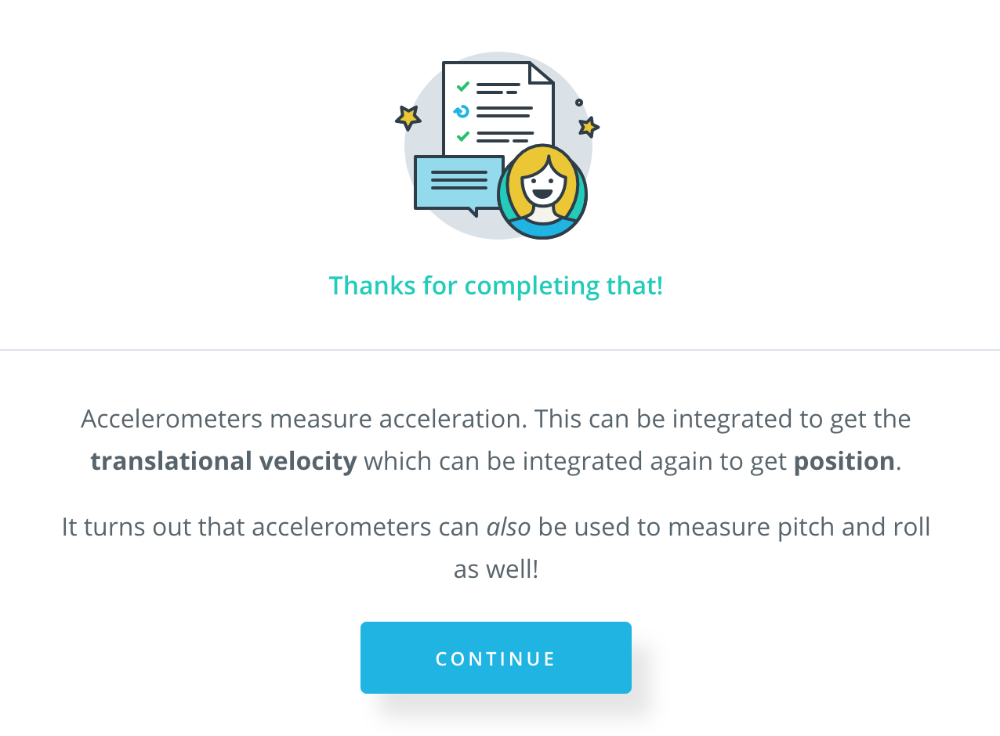 Thanks for completing that!
Accelerometers measure acceleration. This can be integrated to get the
translational velocity which can be integrated again to get position.
It turns out that accelerometers can also be used to measure pitch and roll
as well!
CONTINUE